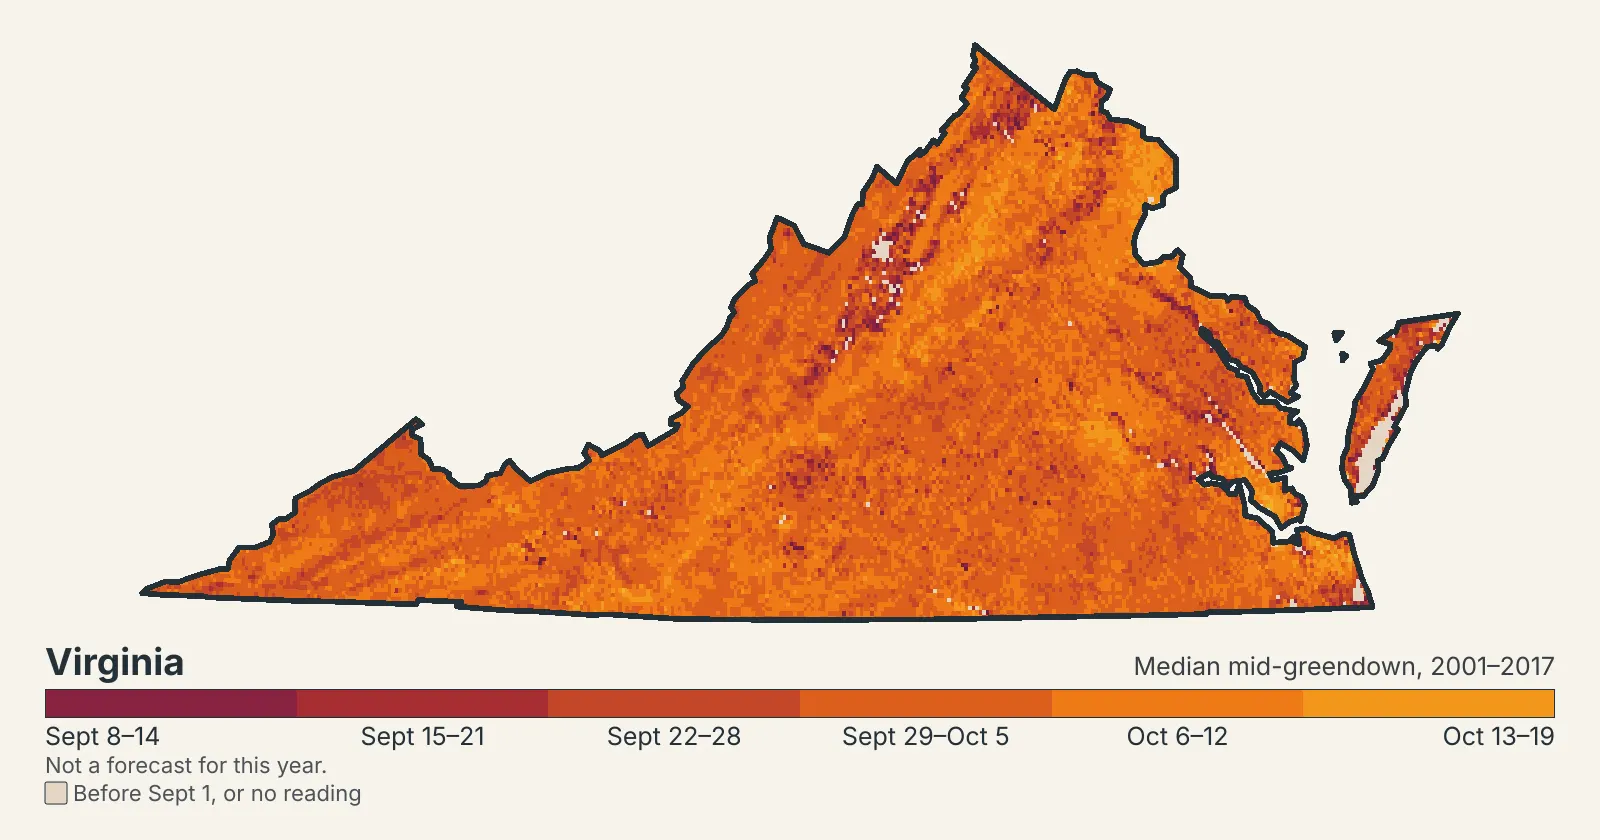 Virginia
Median mid-greendown, 2001–2017
Sept 8–14
Sept 15–21
Sept 22–28
Sept 29–Oct 5
Oct 6–12
Oct 13–19
Not a forecast for this year.
Before Sept 1, or no reading